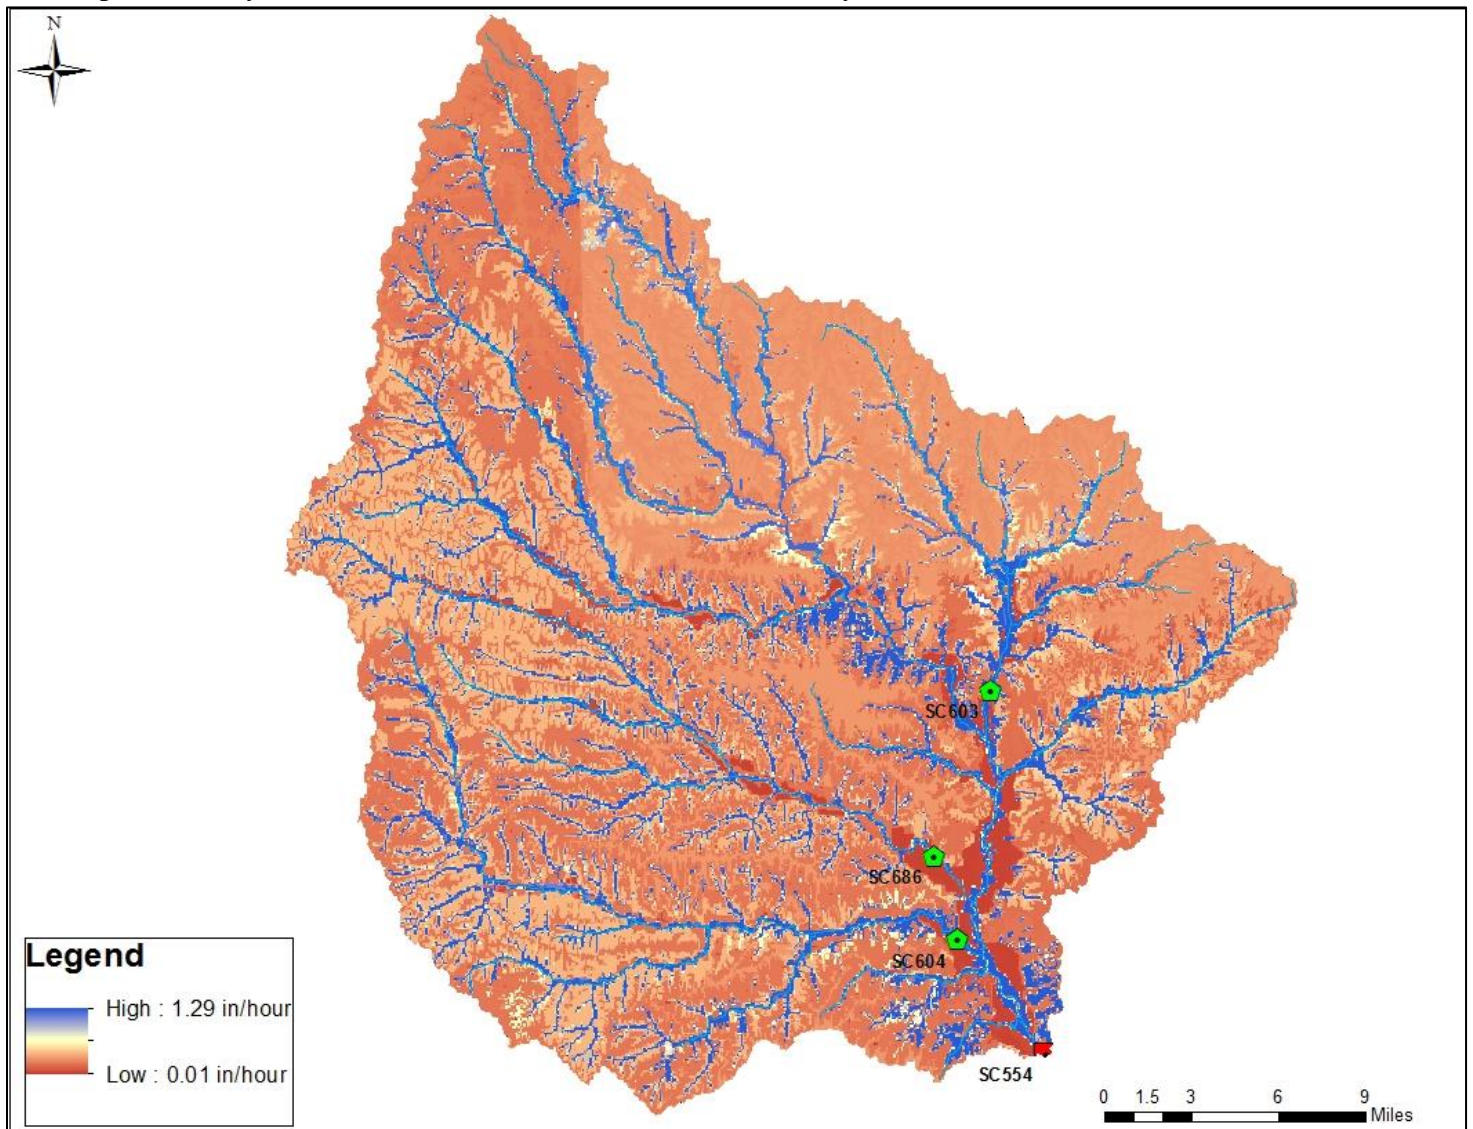 N
SC603
SC686
SC604
SC554
Legend
High : 1.29 in/hour
Low : 0.01 in/hour
0 1.5 3 6 9
Miles